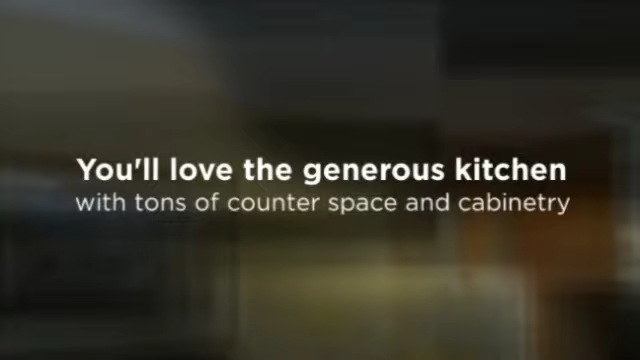 You'll love the generous kitchen
with tons of counter space and cabinetry